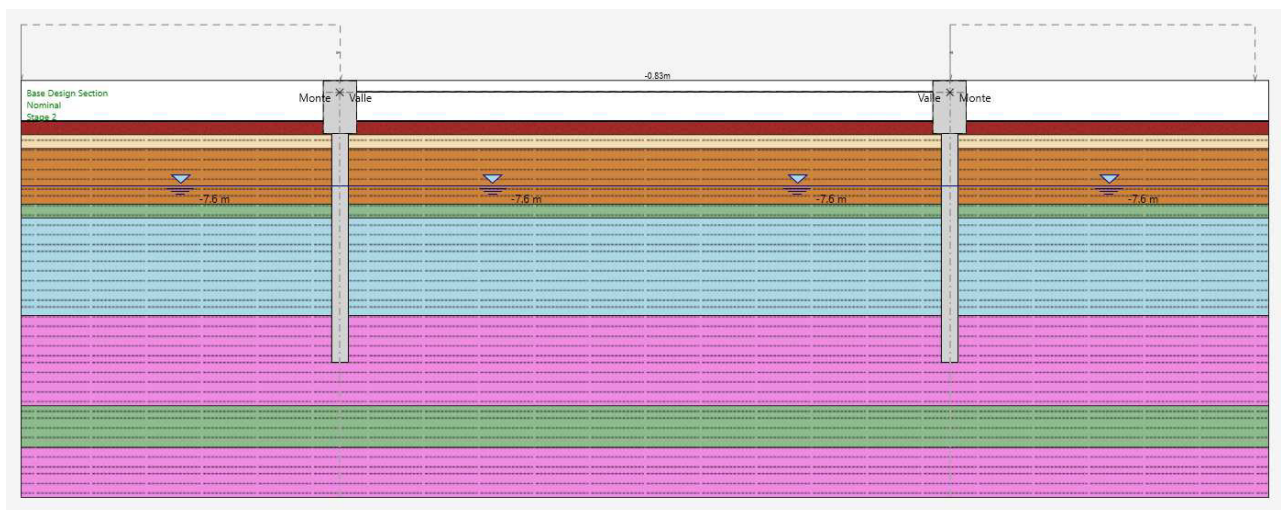 -0.83m
Base Design Section
Nominal
Stage 2
Monte Valle
Valle Monte
-7.6 m
-7.6 m
-7.6 m
-7.6 m